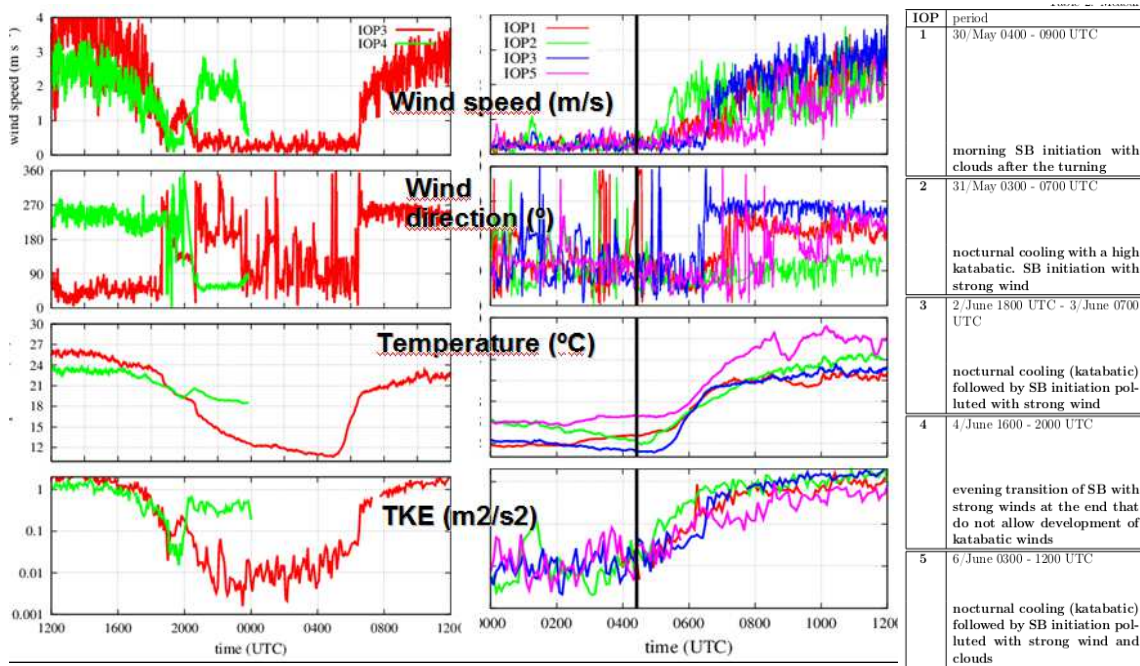 IOP3
IOP4
wind speed (m s
4
3
2
1
0
360
270
180
90
0
30
27
24
21
18
15
12
1
0.1
0.01
0.001
1200 1600 2000 0000 0400 0800 1200
time (UTC)
IOP1
IOP2
IOP3
IOP5
Wind speed (m/s)
Wind
direction (º)
Temperature (ºC)
TKE (m2/s2)
0000 0200 0400 0600 0800 1000 1200
time (UTC)
IOP period
1 30/May 0400 - 0900 UTC
morning SB initiation with
clouds after the turning
2 31/May 0300 - 0700 UTC
nocturnal cooling with a high
katabatic. SB initiation with
strong wind
3 2/June 1800 UTC - 3/June 0700
UTC
nocturnal cooling (katabatic)
followed by SB initiation pol-
luted with strong wind
4 4/June 1600 - 2000 UTC
evening transition of SB with
strong winds at the end that
do not allow development of
katabatic winds
5 6/June 0300 - 1200 UTC
nocturnal cooling (katabatic)
followed by SB initiation pol-
luted with strong wind and
clouds